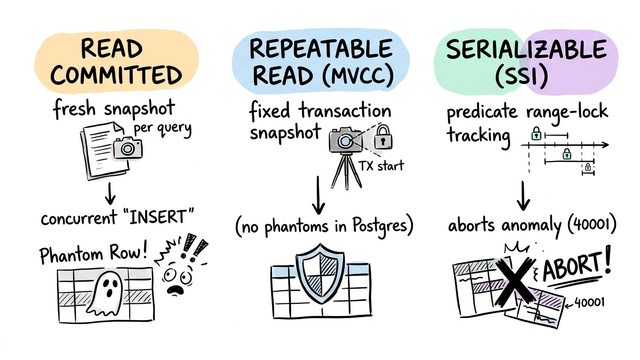 READ
COMMITTED
fresh snapshot
per query
concurrent "INSERT"
Phantom Row!
!!!
REPEATABLE
READ (MVCC)
fixed transaction
snapshot
TX start
(no phantoms in Postgres)
SERIALIZABLE
(SSI)
predicate range-lock
tracking
aborts anomaly (40001)
ABORT!
40001